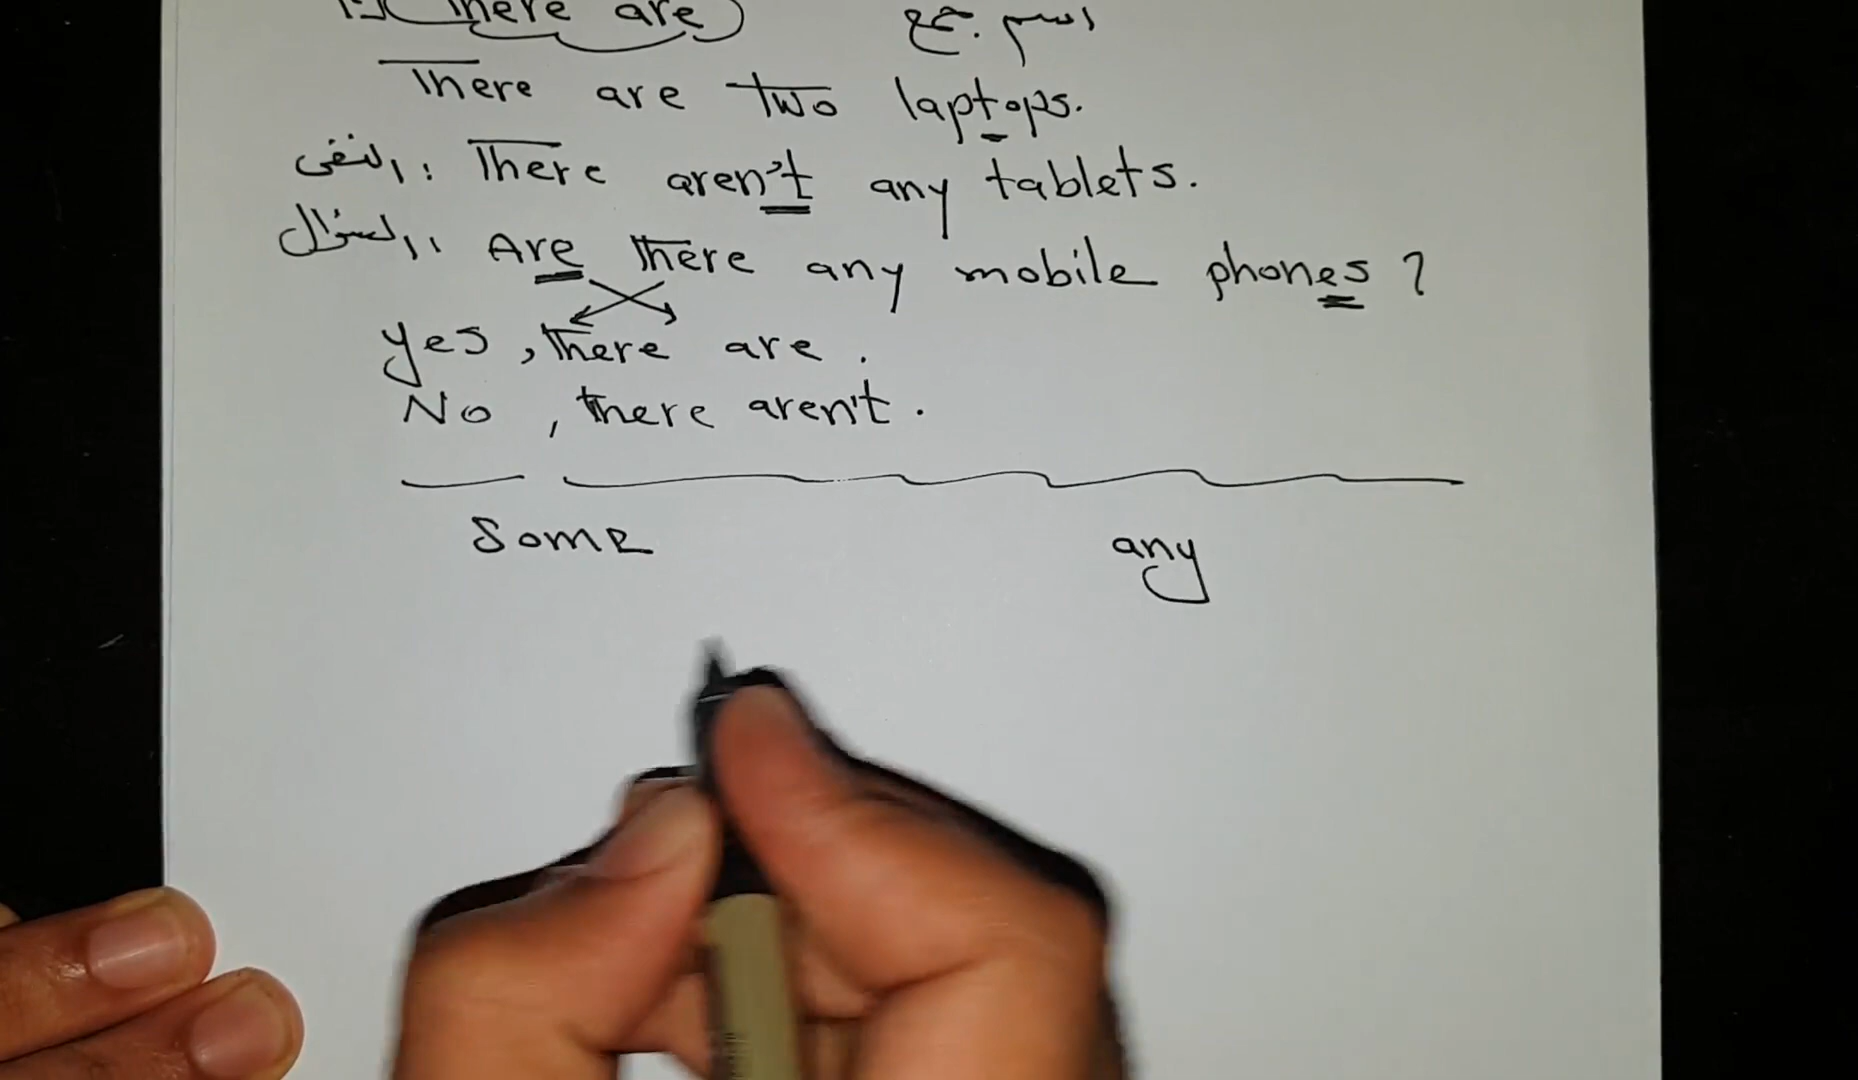 There are اسم جمع
There are two laptops.
النفى: There aren't any tablets.
السؤال: Are there any mobile phones ?
yes, there are.
No, there aren't.
Some any